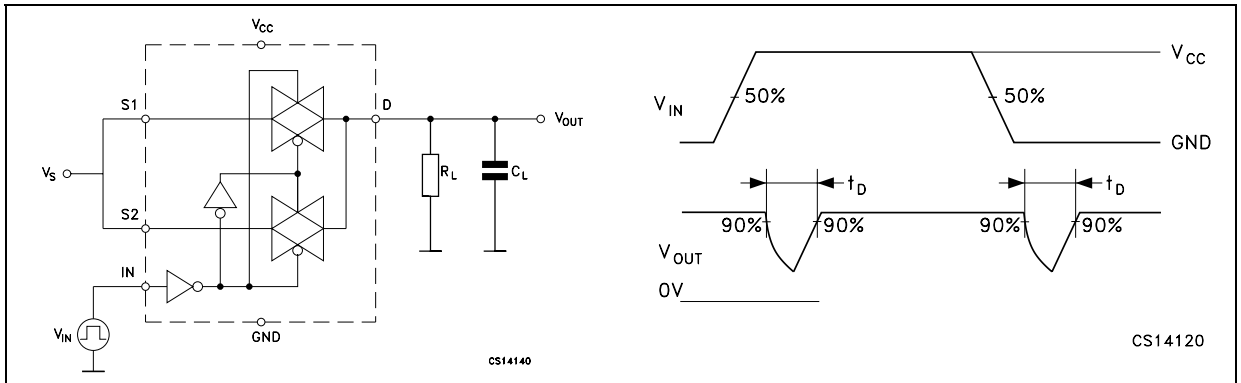 VCC
S1
D
VOUT
RL
CL
VS
S2
IN
VIN
GND
CS14140
VCC
50%
50%
VIN
GND
tD
tD
90%
90%
90%
90%
VOUT
0V
CS14120